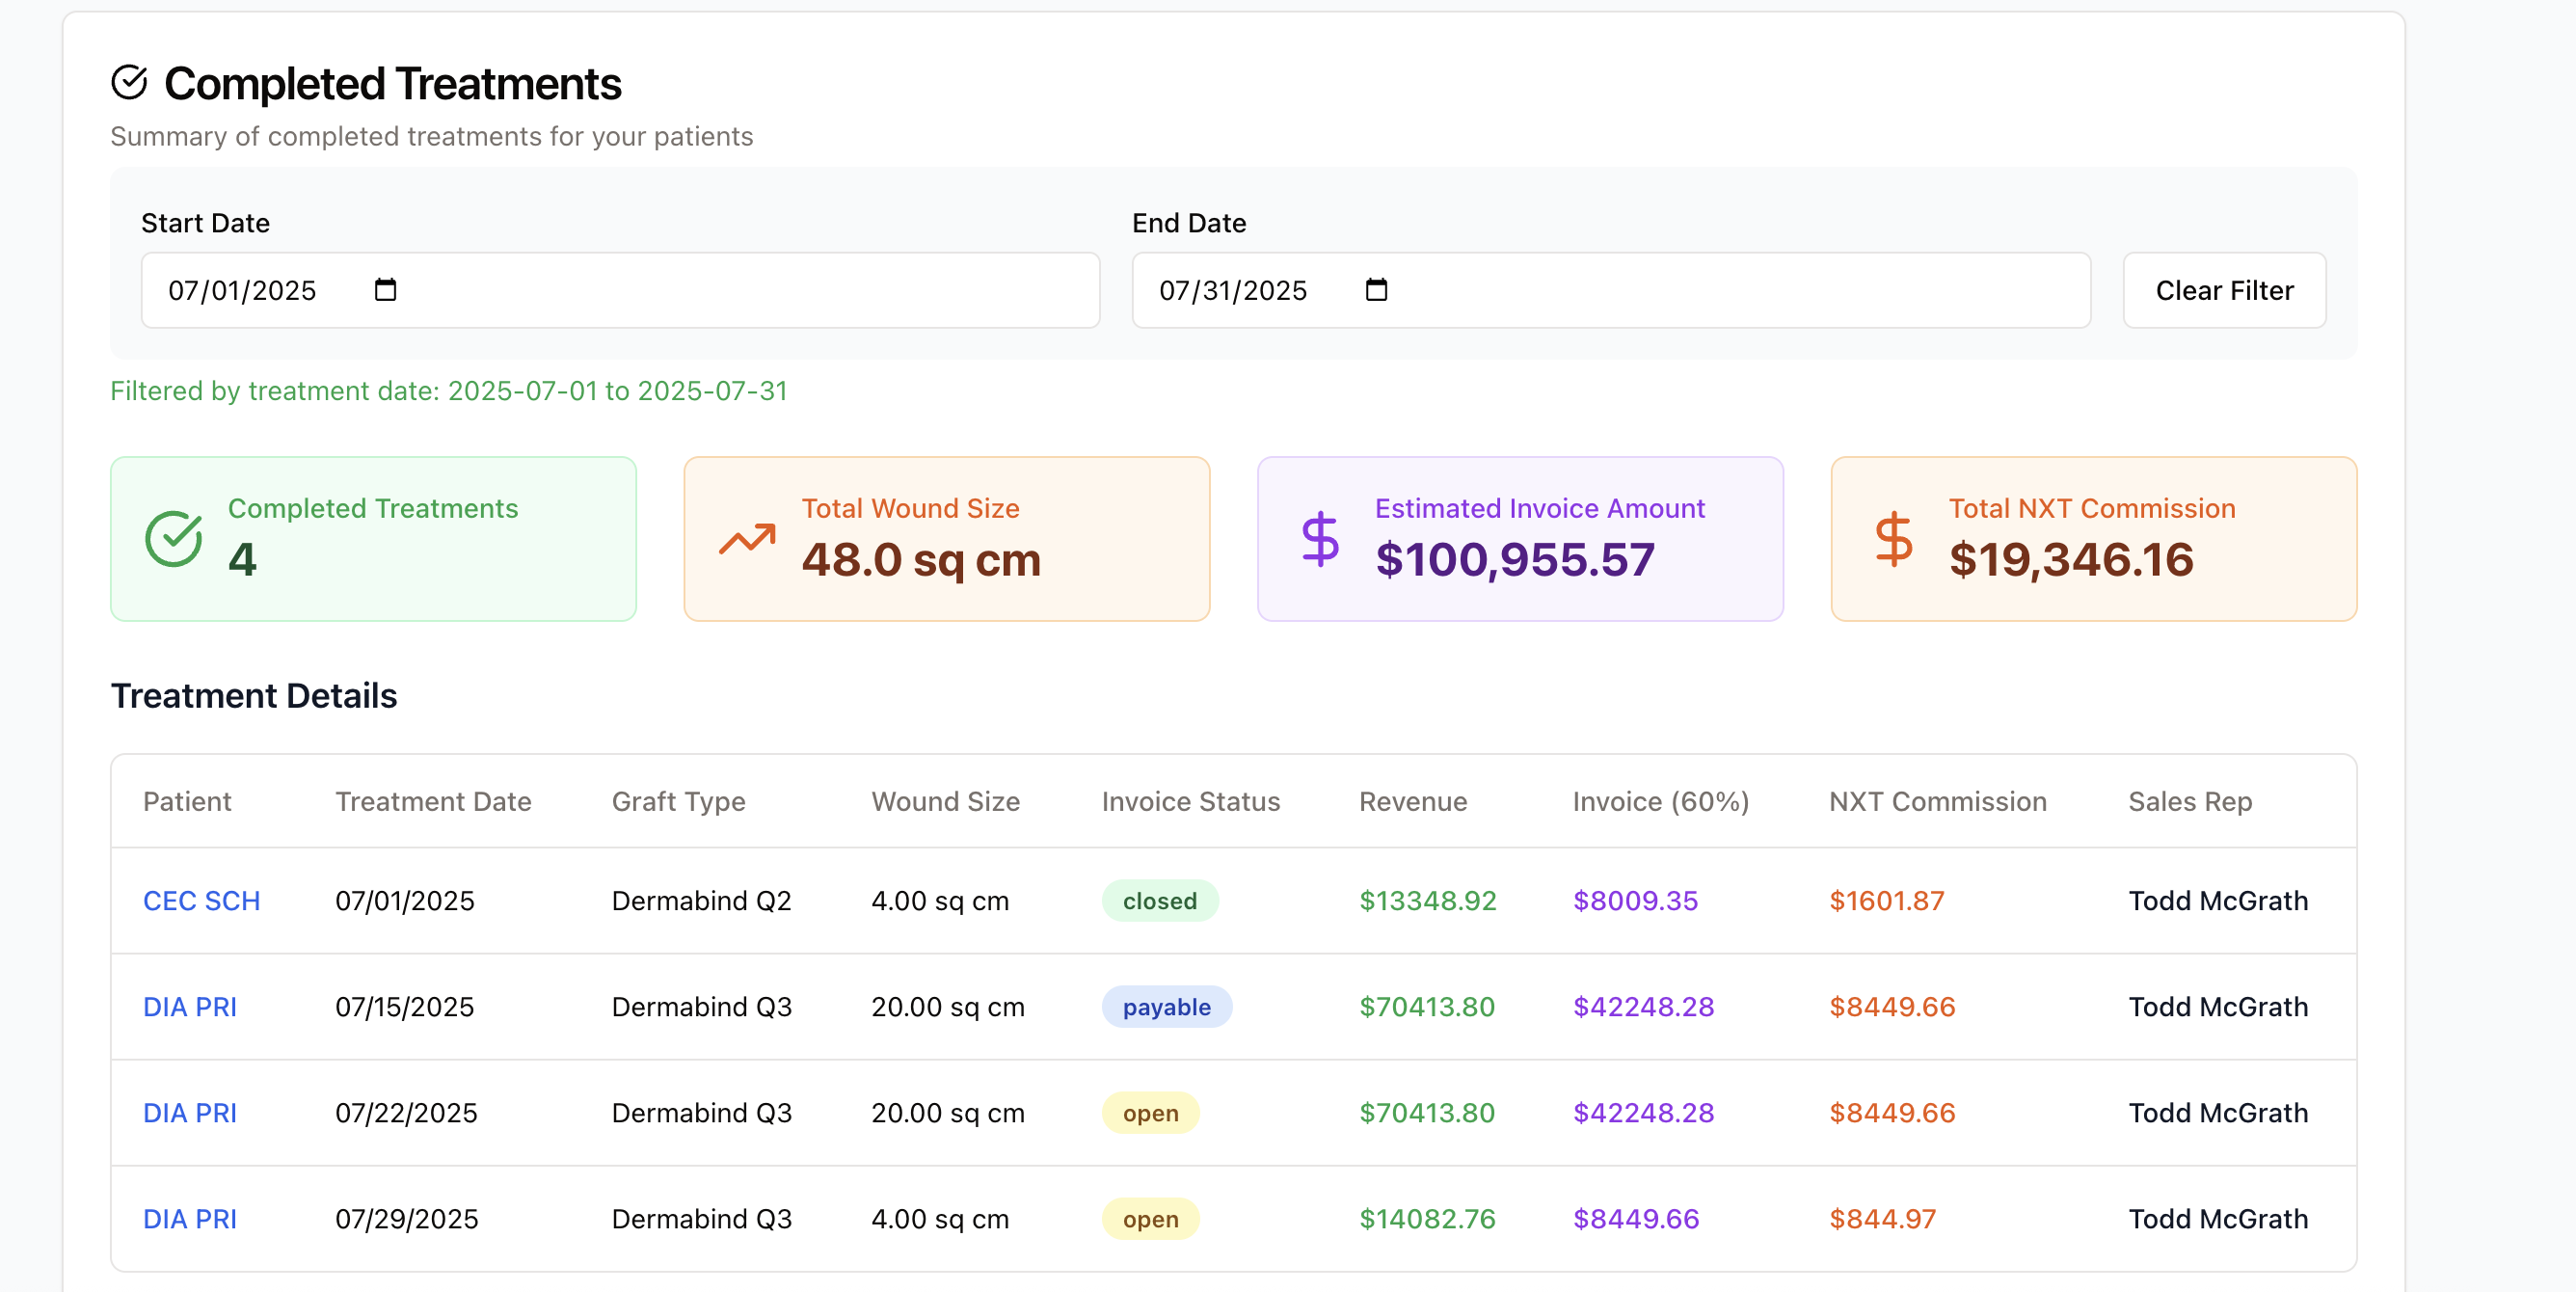 Completed Treatments
Summary of completed treatments for your patients
Start Date
End Date
07/01/2025
07/31/2025
Clear Filter
Filtered by treatment date: 2025-07-01 to 2025-07-31
Completed Treatments
4
Total Wound Size
48.0 sq cm
Estimated Invoice Amount
$100,955.57
Total NXT Commission
$19,346.16
Treatment Details
Patient Treatment Date Graft Type Wound Size Invoice Status Revenue Invoice (60%) NXT Commission Sales Rep
CEC SCH 07/01/2025 Dermabind Q2 4.00 sq cm closed $13348.92 $8009.35 $1601.87 Todd McGrath
DIA PRI 07/15/2025 Dermabind Q3 20.00 sq cm payable $70413.80 $42248.28 $8449.66 Todd McGrath
DIA PRI 07/22/2025 Dermabind Q3 20.00 sq cm open $70413.80 $42248.28 $8449.66 Todd McGrath
DIA PRI 07/29/2025 Dermabind Q3 4.00 sq cm open $14082.76 $8449.66 $844.97 Todd McGrath